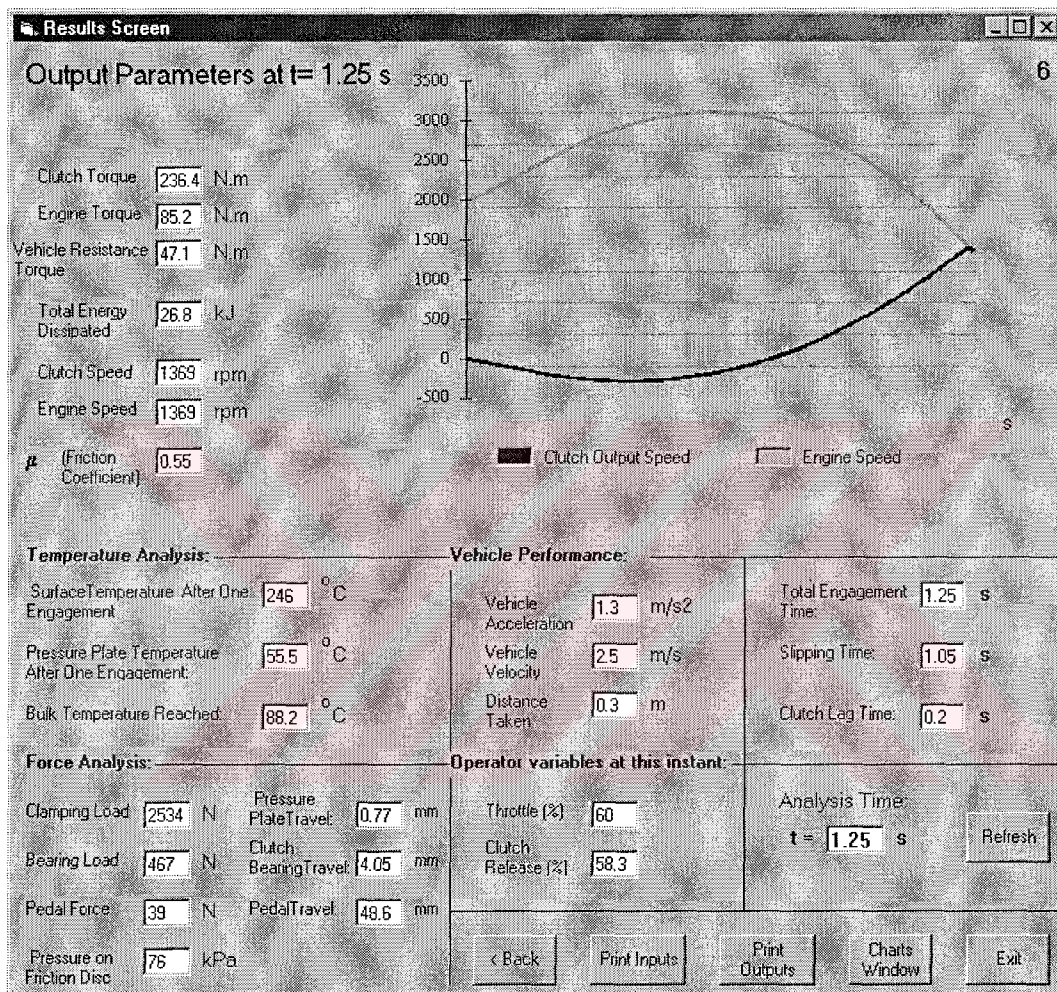 Results Screen
Output Parameters at t= 1.25 s
6
Clutch Torque 236.4 N.m
Engine Torque 85.2 N.m
Vehicle Resistance Torque 47.1 N.m
Total Energy Dissipated 26.8 kJ
Clutch Speed 1369 rpm
Engine Speed 1369 rpm
μ (Friction Coefficient) 0.55
3500
3000
2500
2000
1500
1000
500
0
-500
s
Clutch Output Speed
Engine Speed
Temperature Analysis:
SurfaceTemperature After One Engagement 246 °C
Pressure Plate Temperature After One Engagement: 55.5 °C
Bulk Temperature Reached: 88.2 °C
Vehicle Performance:
Vehicle Acceleration 1.3 m/s2
Vehicle Velocity 2.5 m/s
Distance Taken 0.3 m
Total Engagement Time: 1.25 s
Slipping Time: 1.05 s
Clutch Lag Time: 0.2 s
Force Analysis:
Clamping Load 2534 N
Bearing Load 467 N
Pedal Force 39 N
Pressure on Friction Disc 76 kPa
Pressure PlateTravel: 0.77 mm
Clutch BearingTravel: 4.05 mm
PedalTravel: 48.6 mm
Operator variables at this instant:
Throttle (%) 60
Clutch Release (%) 58.3
Analysis Time:
t = 1.25 s
Refresh
< Back
Print Inputs
Print Outputs
Charts Window
Exit